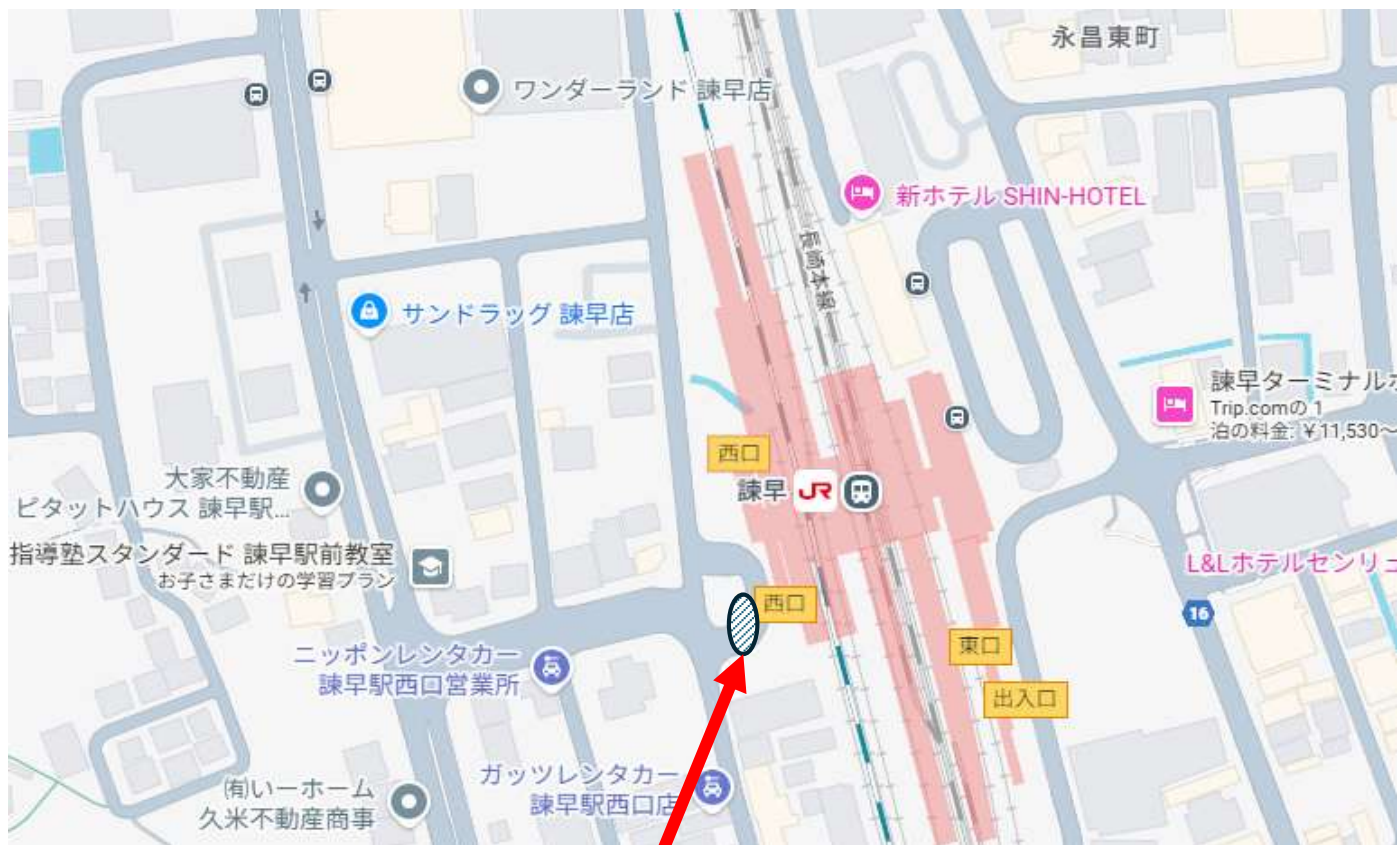 永昌東町
ワンダーランド 諫早店
新ホテル SHIN-HOTEL
長崎本線
サンドラッグ 諫早店
諫早ターミナルホ
Trip.comの 1
泊の料金: ¥11,530~
西口
諫早 JR
大家不動産
ピタットハウス 諫早駅...
指導塾スタンダード 諫早駅前教室
お子さまだけの学習プラン
L&Lホテルセンリュ
西口
16
東口
ニッポンレンタカー
諫早駅西口営業所
出入口
ガッツレンタカー
諫早駅西口店
㈲いーホーム
久米不動産商事